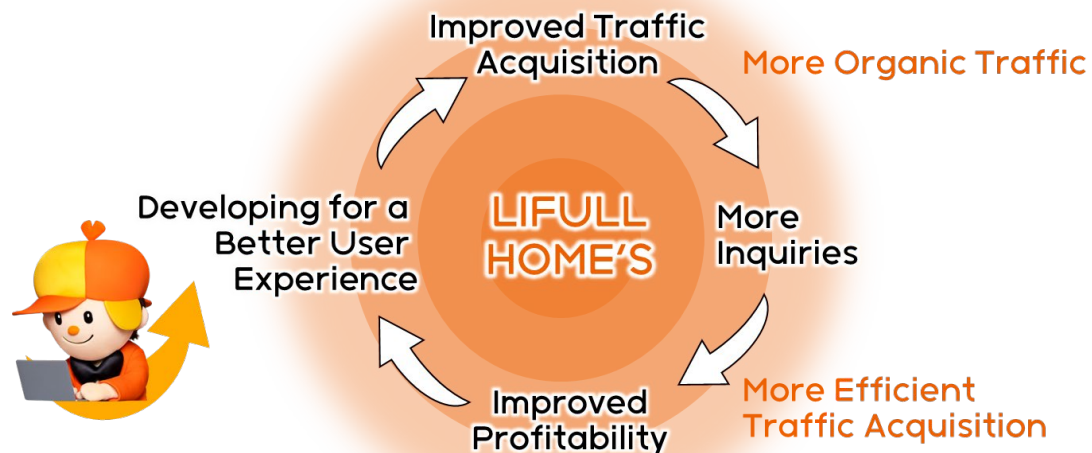 Improved Traffic
Acquisition
More Organic Traffic
Developing for a
Better User
Experience
LIFULL
HOME'S
More
Inquiries
Improved
Profitability
More Efficient
Traffic Acquisition